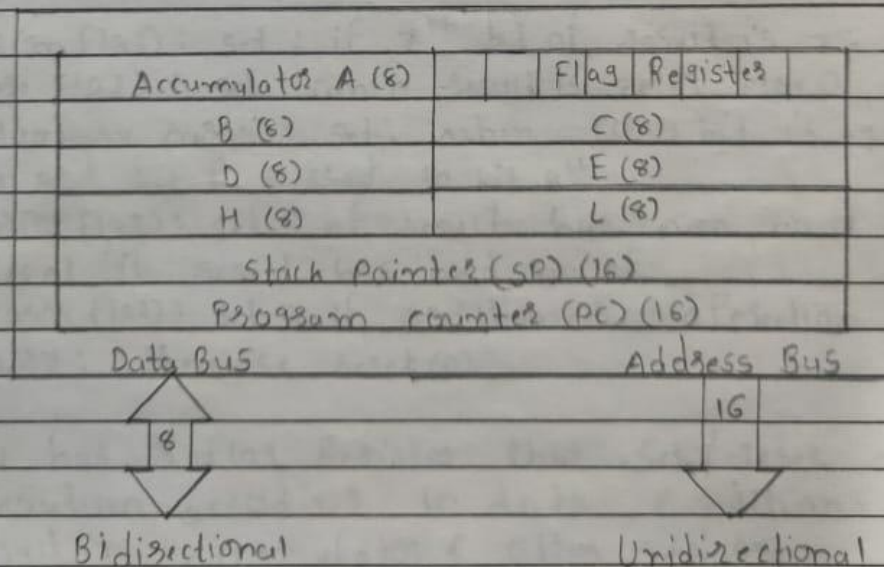 Accumulator A (8) Flag Register
B (8) C (8)
D (8) E (8)
H (8) L (8)
Stack Pointer (SP) (16)
Program counter (PC) (16)
Data Bus Address Bus
8 16
Bidirectional Unidirectional